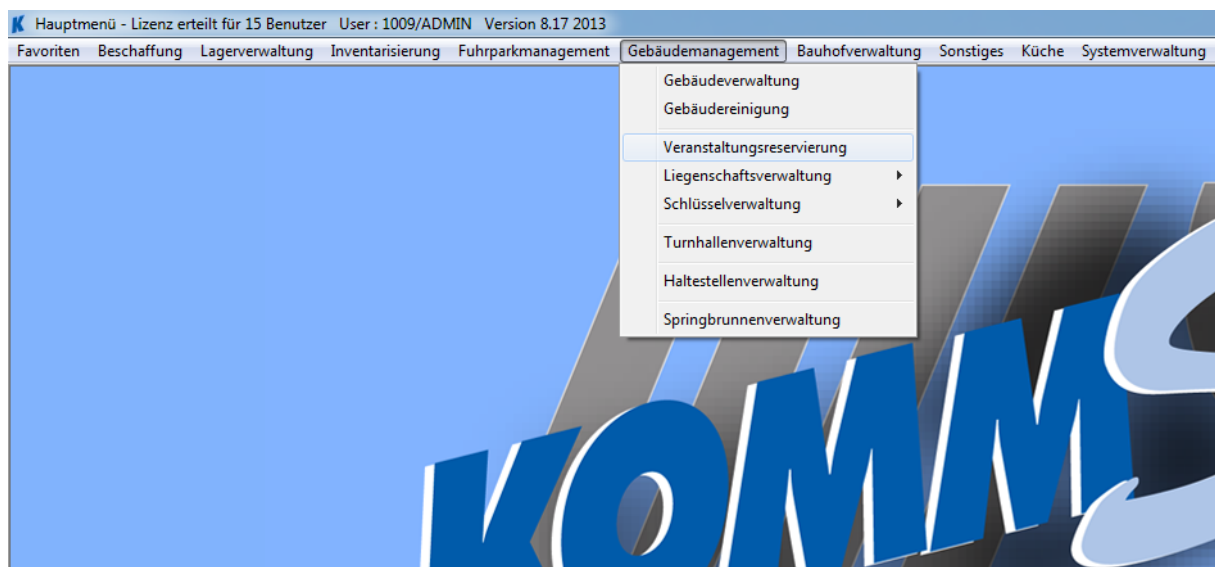 Hauptmenü - Lizenz erteilt für 15 Benutzer User : 1009/ADMIN Version 8.17 2013
Favoriten Beschaffung Lagerverwaltung Inventarisierung Fuhrparkmanagement Gebäudemanagement Bauhofverwaltung Sonstiges Küche Systemverwaltung
Gebäudeverwaltung
Gebäudereinigung
Veranstaltungsreservierung
Liegenschaftsverwaltung
Schlüsselverwaltung
Turnhallenverwaltung
Haltestellenverwaltung
Springbrunnenverwaltung
KOMMS